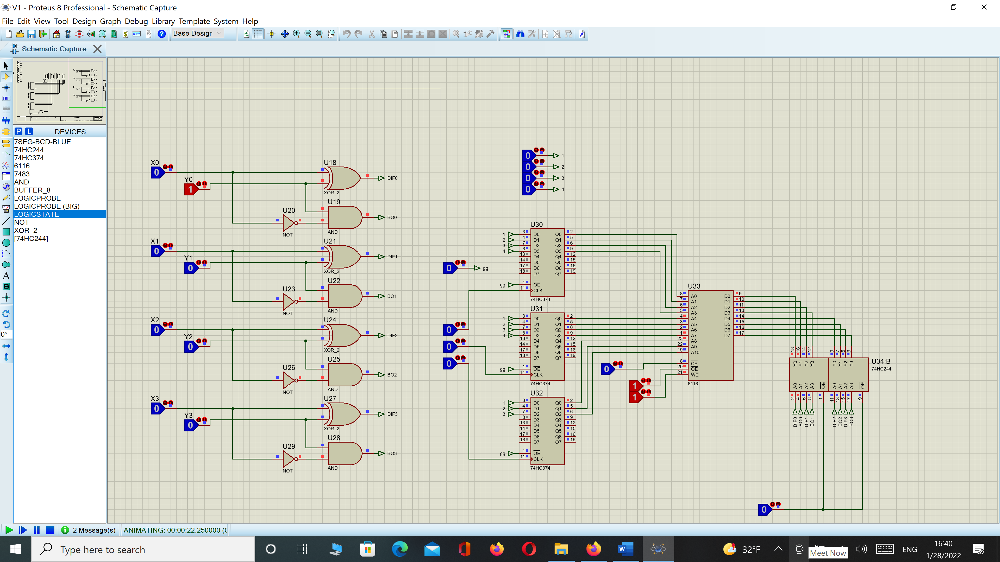 V1 - Proteus 8 Professional - Schematic Capture
File Edit View Tool Design Graph Debug Library Template System Help
Base Design
Schematic Capture
LBL
P L DEVICES
7SEG-BCD-BLUE
74HC244
74HC374
6116
7483
AND
BUFFER_8
LOGICPROBE
LOGICPROBE (BIG)
LOGICSTATE
NOT
XOR_2
[74HC244]
A
S
0°
X0
0
Y0
1
U18
XOR_2
DIF0
U19
AND
BO0
U20
NOT
X1
0
Y1
0
U21
XOR_2
DIF1
U22
AND
BO1
U23
NOT
X2
0
Y2
0
U24
XOR_2
DIF2
U25
AND
BO2
U26
NOT
X3
0
Y3
0
U27
XOR_2
DIF3
U28
AND
BO3
U29
NOT
0 1
0 2
0 3
0 4
0 gg
0
0
0
U30
1 3 D0 Q0 2
2 4 D1 Q1 5
3 7 D2 Q2 6
4 8 D3 Q3 9
13 D4 Q4 12
14 D5 Q5 15
17 D6 Q6 16
18 D7 Q7 19
gg 1 OE
11 CLK
74HC374
U31
1 3 D0 Q0 2
2 4 D1 Q1 5
3 7 D2 Q2 6
4 8 D3 Q3 9
13 D4 Q4 12
14 D5 Q5 15
17 D6 Q6 16
18 D7 Q7 19
gg 1 OE
11 CLK
74HC374
U32
1 3 D0 Q0 2
2 4 D1 Q1 5
3 7 D2 Q2 6
8 D3 Q3 9
13 D4 Q4 12
14 D5 Q5 15
17 D6 Q6 16
18 D7 Q7 19
gg 1 OE
11 CLK
74HC374
U33
8 A0 D0 9
7 A1 D1 10
6 A2 D2 11
5 A3 D3 13
4 A4 D4 14
3 A5 D5 15
2 A6 D6 16
1 A7 D7 17
23 A8
22 A9
19 A10
18 CE
20 OE
21 WE
6116
0
1
1
18 16 14 12 9 7 5 3
Y0 Y1 Y2 Y3 Y0 Y1 Y2 Y3
U34:B
74HC244
A0 A1 A2 A3 OE A0 A1 A2 A3 OE
2 4 6 8 1 11 13 15 17 19
DIF0 BO0 DIF1 BO1 DIF2 BO2 DIF3 BO3
0
2 Message(s) ANIMATING: 00:00:22.250000 (
Type here to search
32°F
Meet Now
ENG
16:40
1/28/2022